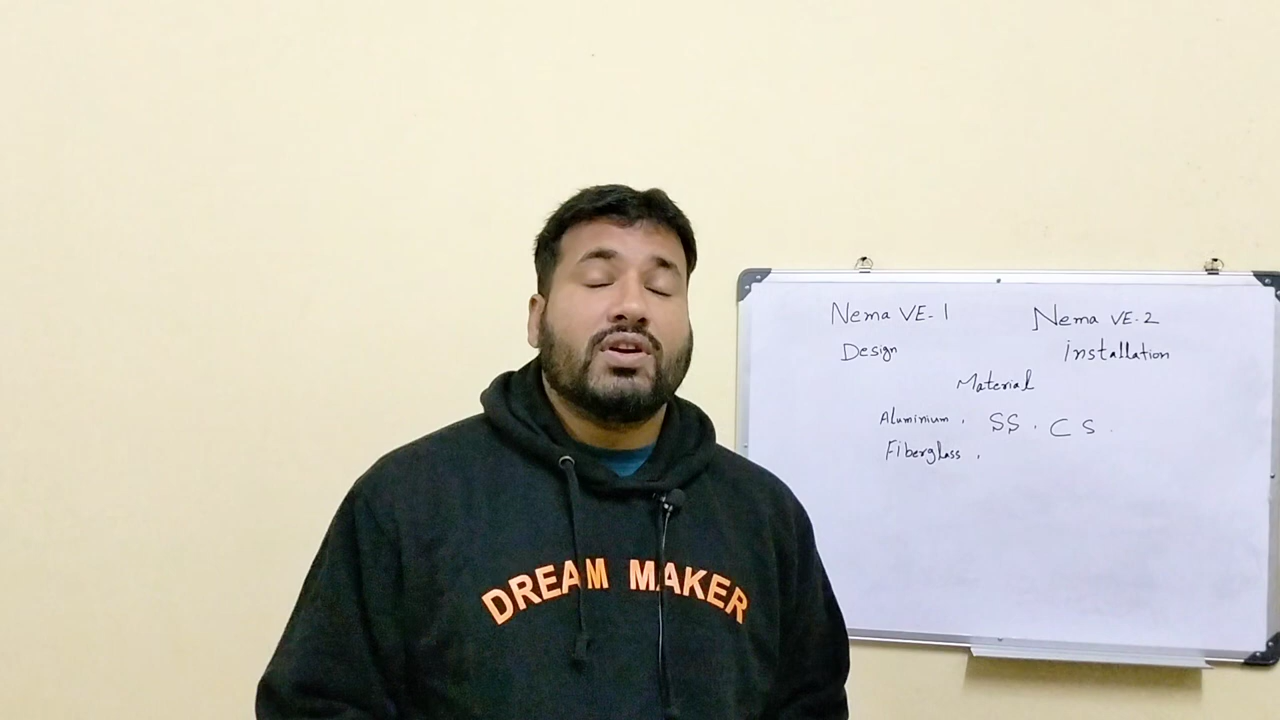 DREAM MAKER
Nema VE-1 Nema VE-2
Design Installation
Material
Aluminium, SS, CS.
Fiberglass,